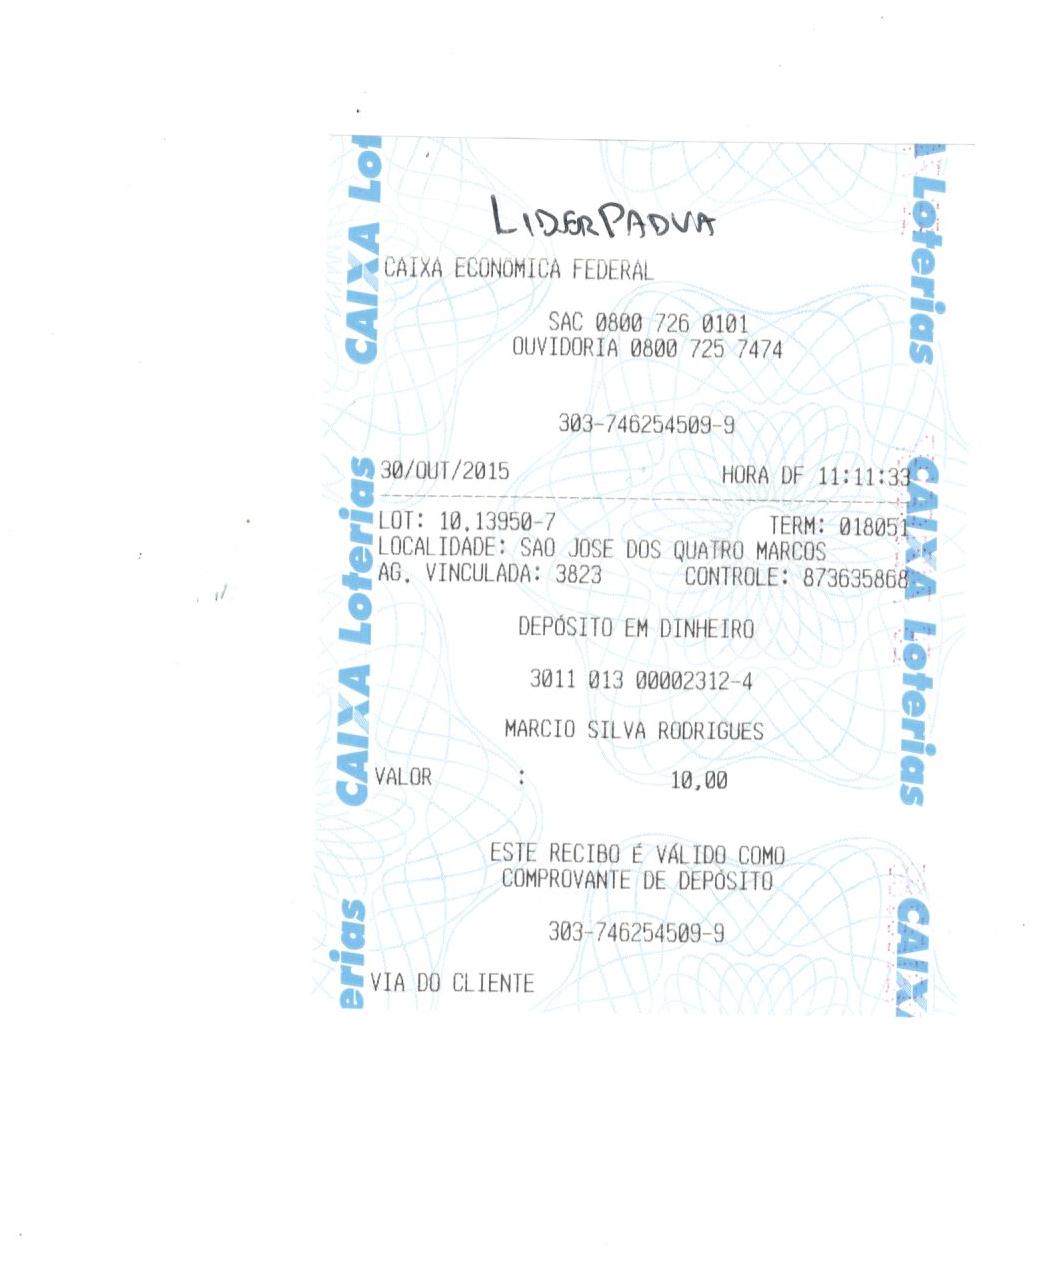 LIDERPADUA
CAIXA ECONÔMICA FEDERAL
SAC 0800 726 0101
OUVIDORIA 0800 725 7474
303-746254509-9
30/OUT/2015 HORA DF 11:11:33
LOT: 10.13950-7 TERM: 018051
LOCALIDADE: SAO JOSE DOS QUATRO MARCOS
AG. VINCULADA: 3823 CONTROLE: 873635868
DEPÓSITO EM DINHEIRO
3011 013 00002312-4
MARCIO SILVA RODRIGUES
VALOR : 10,00
ESTE RECIBO É VÁLIDO COMO
COMPROVANTE DE DEPÓSITO
303-746254509-9
VIA DO CLIENTE
CAIXA Lot
CAIXA Loterias
erias
A Loterias
CAIXA Loterias
CAIX